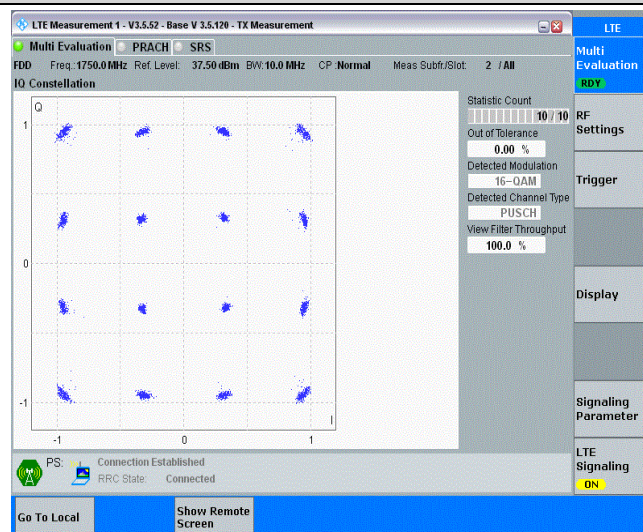 LTE Measurement 1 - V3.5.52 - Base V 3.5.120 - TX Measurement
LTE
Multi Evaluation PRACH SRS
FDD Freq.:1750.0 MHz Ref. Level: 37.50 dBm BW:10.0 MHz CP :Normal Meas Subfr./Slot: 2 / All
IQ Constellation
Multi
Evaluation
RDY
Q
1
0
-1
-1 0 1
I
Statistic Count
10 / 10
Out of Tolerance
0.00 %
Detected Modulation
16-QAM
Detected Channel Type
PUSCH
View Filter Throughput
100.0 %
RF
Settings
Trigger
Display
Signaling
Parameter
LTE
Signaling
ON
PS: Connection Established
RRC State: Connected
Go To Local
Show Remote
Screen